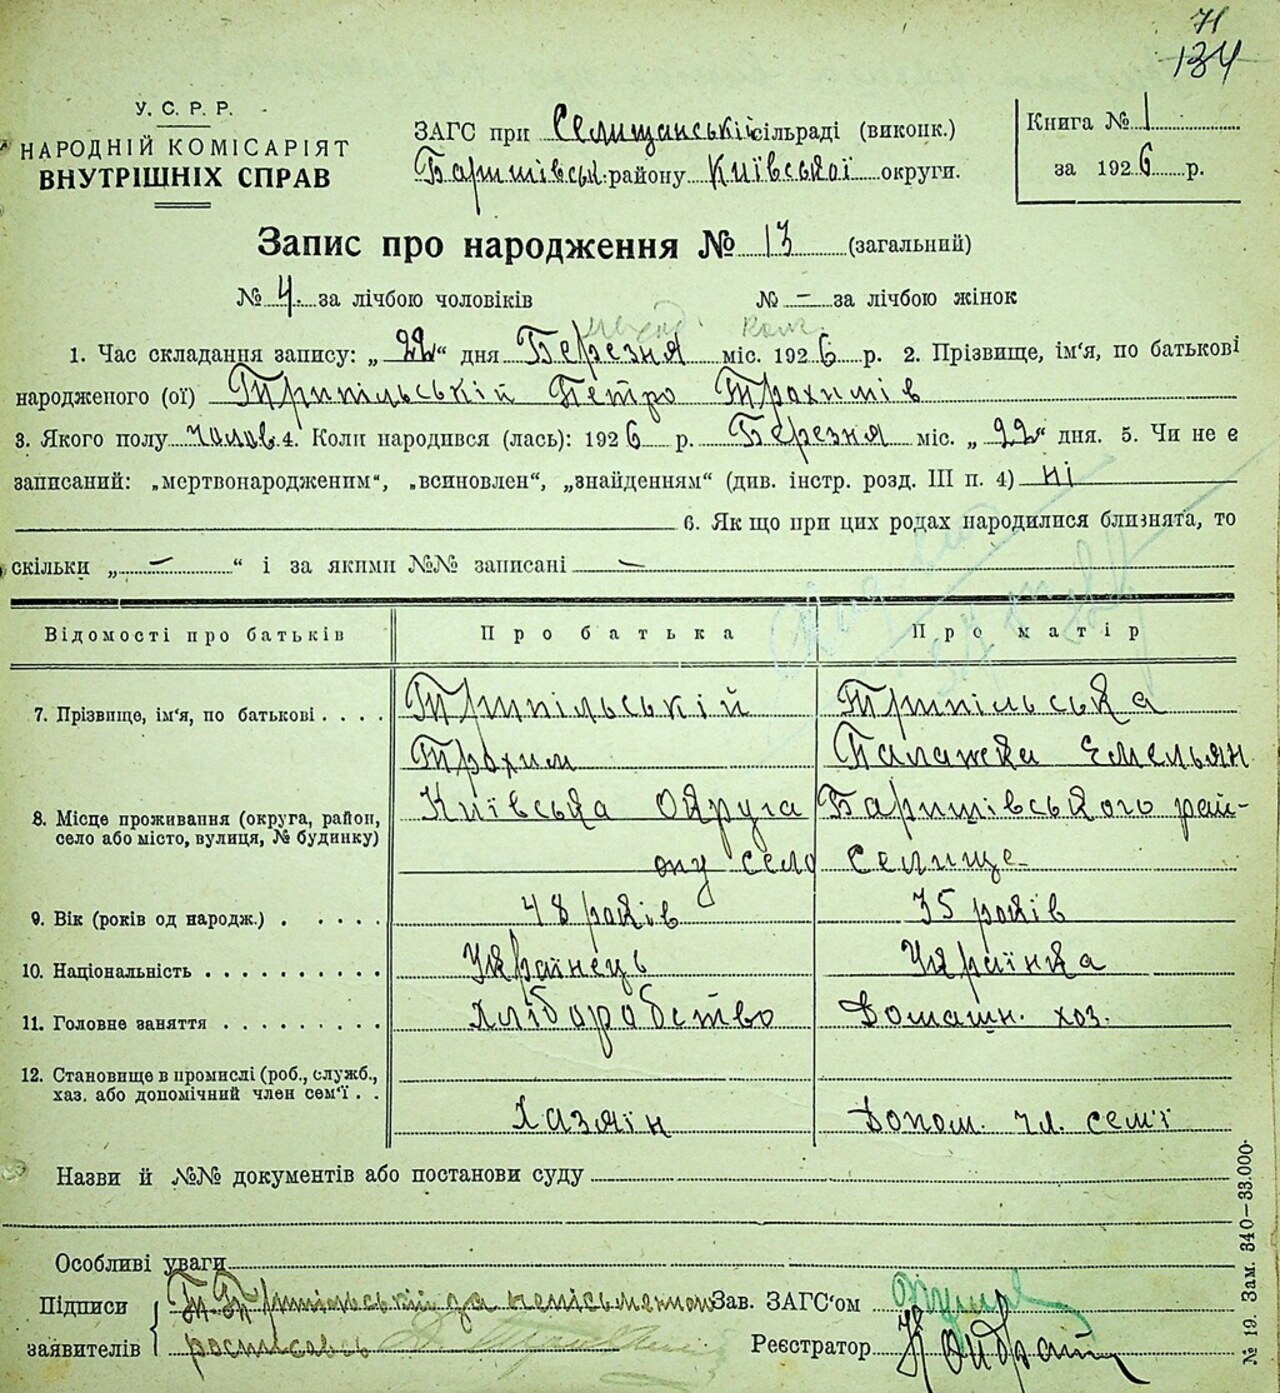 71
134
У. С. Р. Р.
НАРОДНІЙ КОМІСАРІЯТ
ВНУТРІШНІХ СПРАВ
ЗАГС при Селищанській сільраді (виконк.)
Баришівськ. району Київської округи.
Книга № 1
за 1926 р.
Запис про народження № 13 (загальний)
№ 4. за лічбою чоловіків № — за лічбою жінок
1. Час складання запису: „22“ дня Березня міс. 1926 р. 2. Прізвище, ім'я, по батькові
народженого (ої) Трипільській Петро Трохимів
3. Якого полу чолов. 4. Коли народився (лась): 1926 р. Березня міс. „22“ дня. 5. Чи не є
записаний: „мертвонародженим“, „всиновлен“, „знайденням“ (див. інстр. розд. III п. 4) ні
6. Як що при цих родах народилися близнята, то
скільки „—“ і за якими №№ записані —
Відомості про батьків Про батька Про матір
7. Прізвище, ім'я, по батькові . . . . Трипільській Трипільська
Трохим Палажка Емельян
8. Місце проживання (округа, район, село або місто, вулиця, № будинку) Київська Округа Баришівського рай-
ону село Селище
9. Вік (років од народж.) . . . . . 48 років 35 років
10. Національність . . . . . . . . . . Українець Українка
11. Головне заняття . . . . . . . . . Хліборобство Домашн. хоз.
12. Становище в промислі (роб., служб.,
хаз. або допомічний член сем'ї . . Хазяїн Допом. чл. сем'ї
Назви й №№ документів або постанови суду
Особливі уваги
Підписи Т. Трипільській за неписьменного Зав. ЗАГС'ом
заявителів росписавсь Реєстратор
№ 19. Зам. 340—33.000